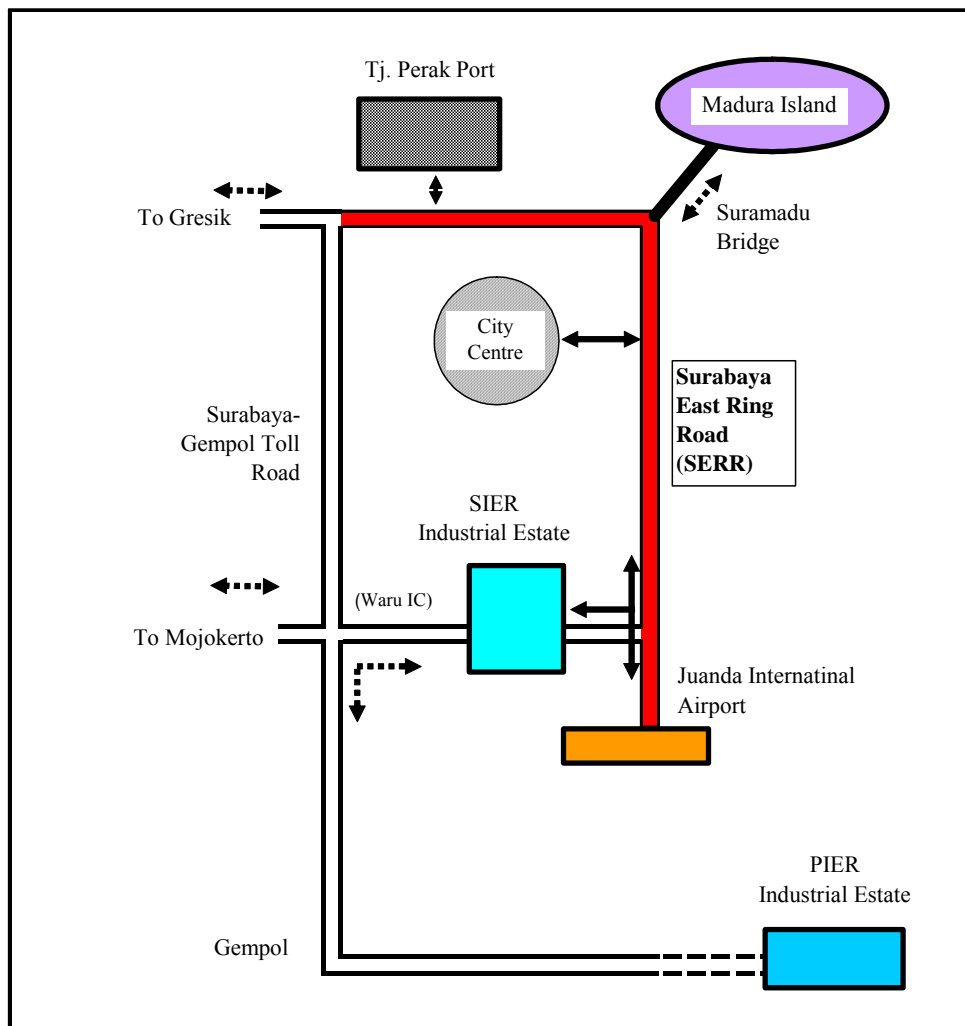 Tj. Perak Port
Madura Island
To Gresik
Suramadu
Bridge
City
Centre
Surabaya
East Ring
Road
(SERR)
Surabaya-
Gempol Toll
Road
SIER
Industrial Estate
(Waru IC)
To Mojokerto
Juanda Internatinal
Airport
PIER
Industrial Estate
Gempol